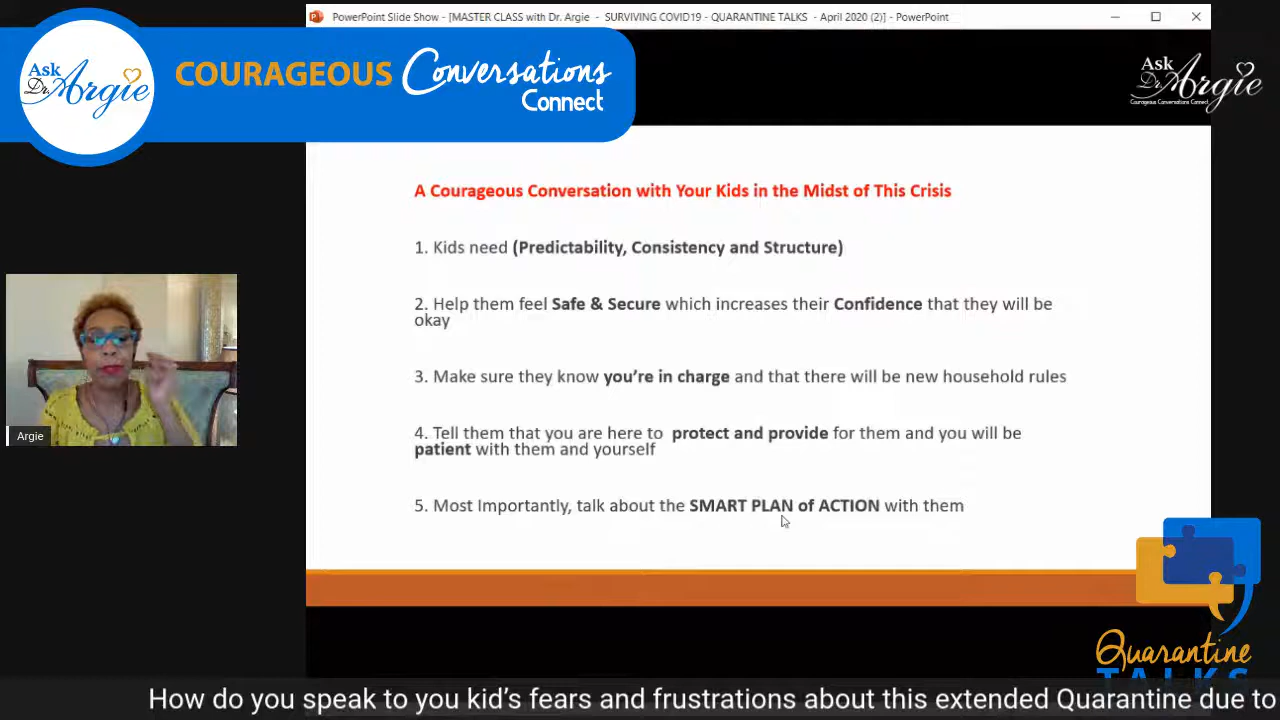 PowerPoint Slide Show - [MASTER CLASS with Dr. Argie - SURVIVING COVID19 - QUARANTINE TALKS - April 2020 (2)] - PowerPoint
Ask
Dr. Argie
COURAGEOUS Conversations
Connect
Ask
Dr. Argie
Courageous Conversations Connect
A Courageous Conversation with Your Kids in the Midst of This Crisis
1. Kids need (Predictability, Consistency and Structure)
2. Help them feel Safe & Secure which increases their Confidence that they will be
okay
3. Make sure they know you're in charge and that there will be new household rules
4. Tell them that you are here to protect and provide for them and you will be
patient with them and yourself
5. Most Importantly, talk about the SMART PLAN of ACTION with them
Argie
Quarantine
TALKS
How do you speak to you kid's fears and frustrations about this extended Quarantine due to